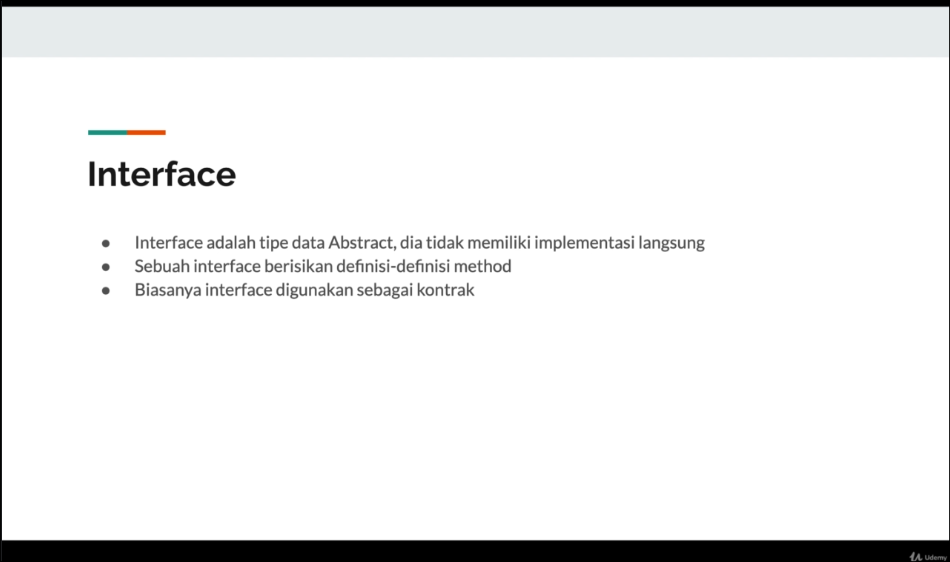 Interface
● Interface adalah tipe data Abstract, dia tidak memiliki implementasi langsung
● Sebuah interface berisikan definisi-definisi method
● Biasanya interface digunakan sebagai kontrak
Udemy